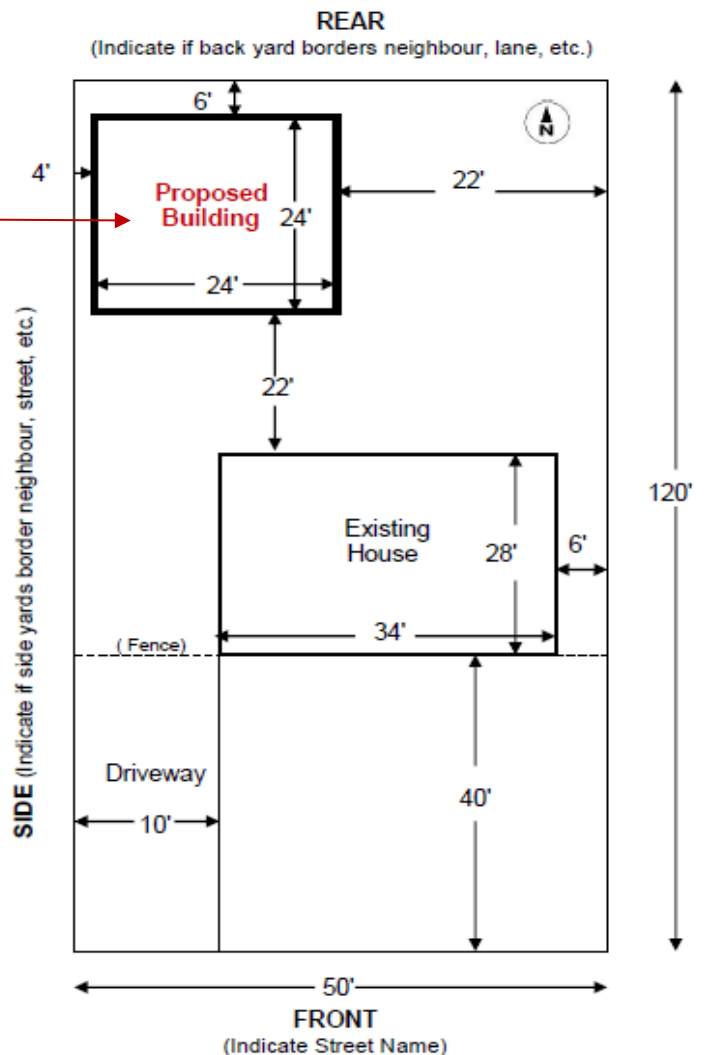 REAR
(Indicate if back yard borders neighbour, lane, etc.)
6'
N
4'
22'
Proposed
Building
24'
24'
22'
SIDE (Indicate if side yards border neighbour, street, etc.)
120'
Existing
House
28'
6'
34'
( Fence)
Driveway
40'
10'
50'
FRONT
(Indicate Street Name)